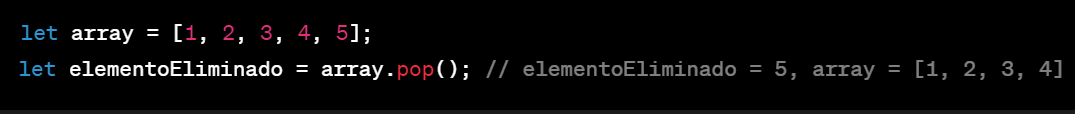 let array = [1, 2, 3, 4, 5];
let elementoEliminado = array.pop(); // elementoEliminado = 5, array = [1, 2, 3, 4]